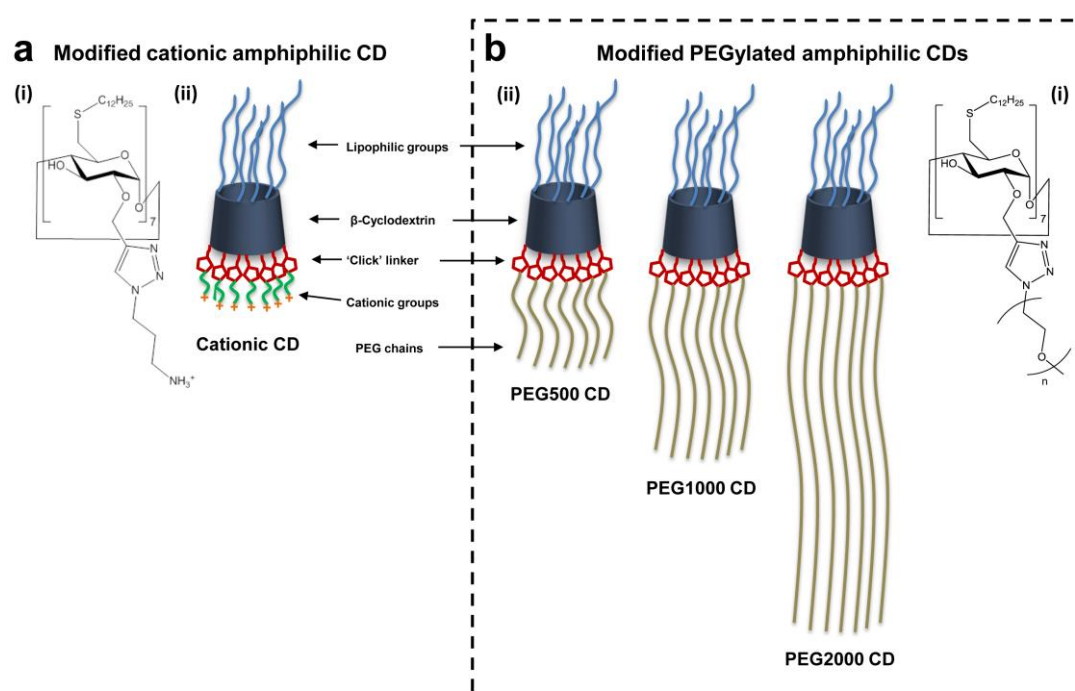 a Modified cationic amphiphilic CD
(i)
(ii)
S
C₁₂H₂₅
O
HO
O
O
7
N
N
N
NH₃⁺
Cationic CD
Lipophilic groups
β-Cyclodextrin
'Click' linker
Cationic groups
PEG chains
b Modified PEGylated amphiphilic CDs
(ii)
(i)
PEG500 CD
PEG1000 CD
PEG2000 CD
S
C₁₂H₂₅
O
HO
O
O
7
N
N
N
O
n